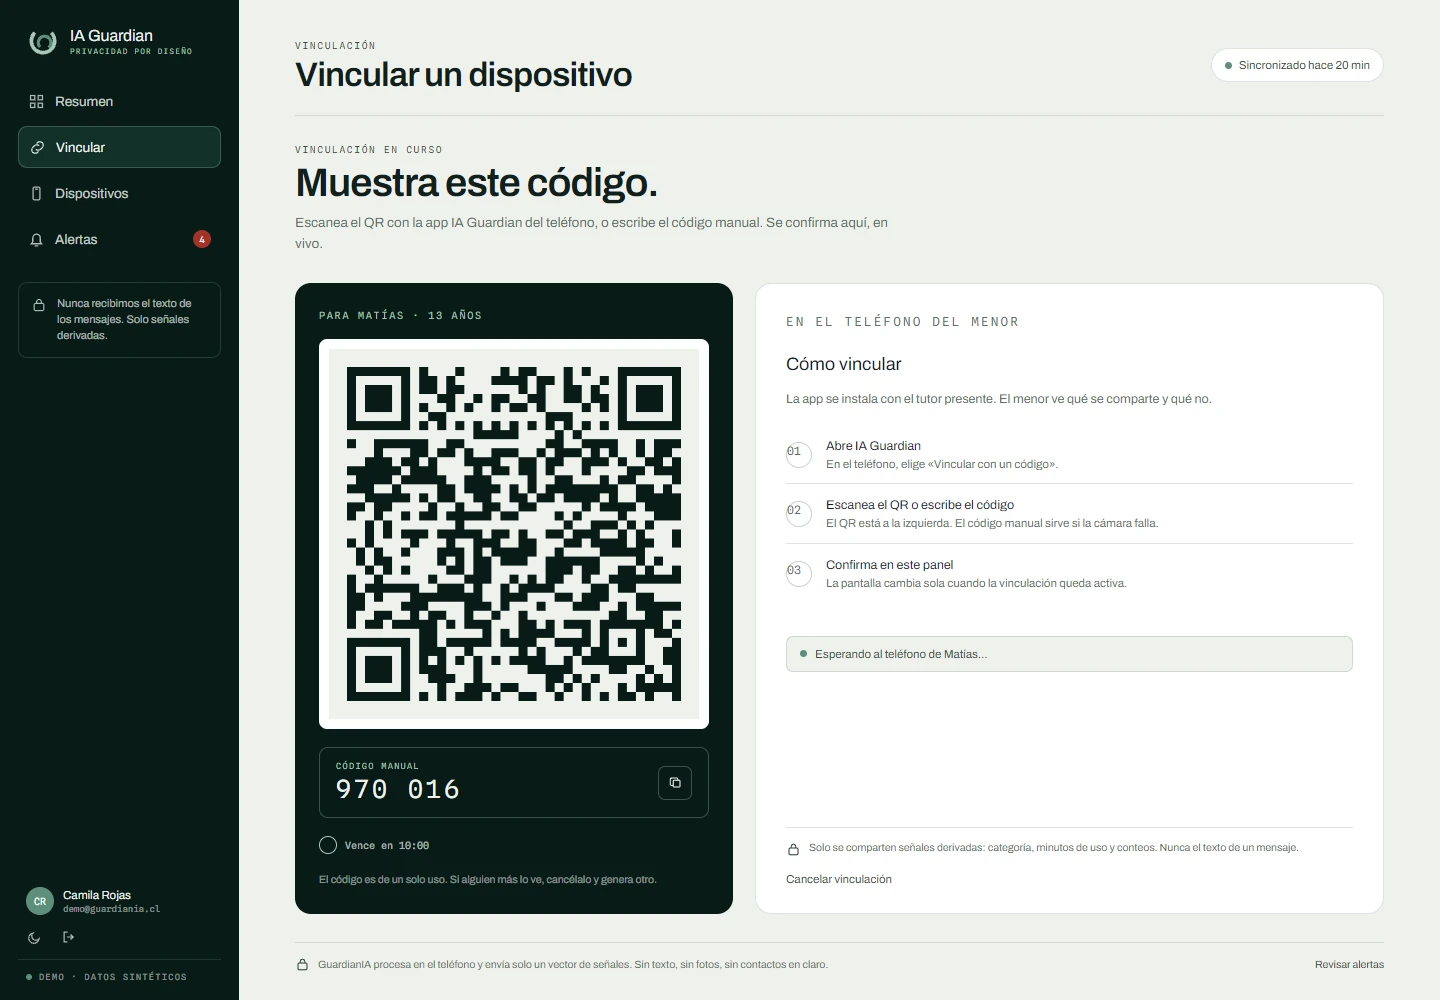 IA Guardian
PRIVACIDAD POR DISEÑO
Resumen
Vincular
Dispositivos
Alertas
4
Nunca recibimos el texto de
los mensajes. Solo señales
derivadas.
CR
Camila Rojas
demo@guardiania.cl
DEMO · DATOS SINTÉTICOS
VINCULACIÓN
Vincular un dispositivo
Sincronizado hace 20 min
VINCULACIÓN EN CURSO
Muestra este código.
Escanea el QR con la app IA Guardian del teléfono, o escribe el código manual. Se confirma aquí, en
vivo.
PARA MATÍAS · 13 AÑOS
CÓDIGO MANUAL
970 016
Vence en 10:00
El código es de un solo uso. Si alguien más lo ve, cancélalo y genera otro.
EN EL TELÉFONO DEL MENOR
Cómo vincular
La app se instala con el tutor presente. El menor ve qué se comparte y qué no.
01
Abre IA Guardian
En el teléfono, elige «Vincular con un código».
02
Escanea el QR o escribe el código
El QR está a la izquierda. El código manual sirve si la cámara falla.
03
Confirma en este panel
La pantalla cambia sola cuando la vinculación queda activa.
Esperando al teléfono de Matías…
Solo se comparten señales derivadas: categoría, minutos de uso y conteos. Nunca el texto de un mensaje.
Cancelar vinculación
GuardianIA procesa en el teléfono y envía solo un vector de señales. Sin texto, sin fotos, sin contactos en claro.
Revisar alertas